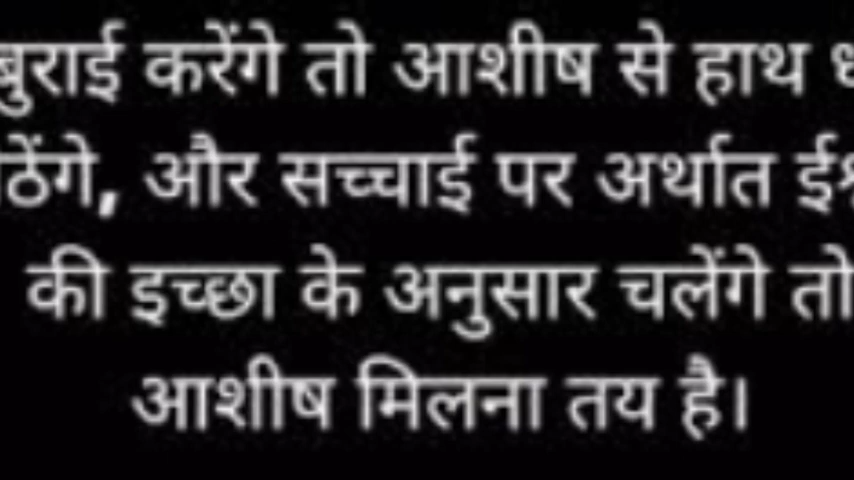 बुराई करेंगे तो आशीष से हाथ
और सच्चाई पर अर्थात
की इच्छा के अनुसार चलेंगे तो
आशीष मिलना तय है।